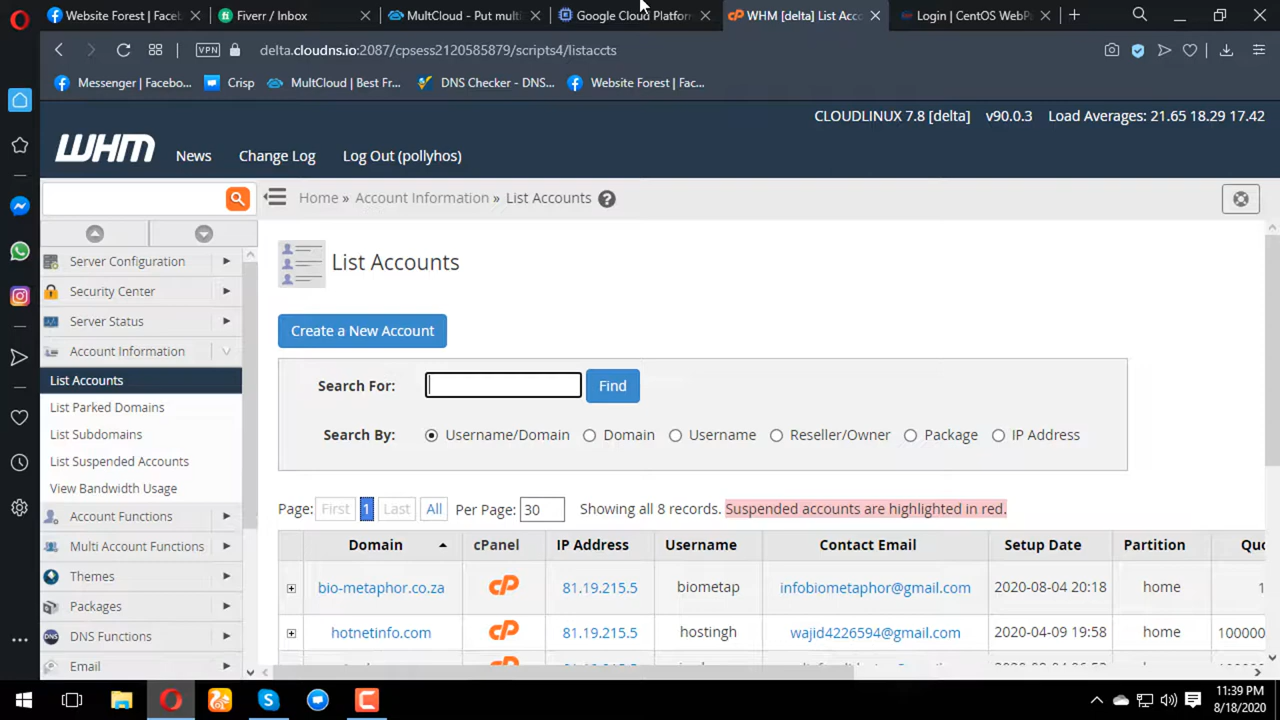 Website Forest | Facel
Fiverr / Inbox
MultCloud - Put multi
Google Cloud Platform
WHM [delta] List Acco
Login | CentOS WebPa
VPN
delta.cloudns.io:2087/cpsess2120585879/scripts4/listaccts
Messenger | Facebo...
Crisp
MultCloud | Best Fr...
DNS Checker - DNS...
Website Forest | Fac...
CLOUDLINUX 7.8 [delta] v90.0.3 Load Averages: 21.65 18.29 17.42
WHM
News
Change Log
Log Out (pollyhos)
Home » Account Information » List Accounts
Server Configuration
Security Center
Server Status
Account Information
List Accounts
List Parked Domains
List Subdomains
List Suspended Accounts
View Bandwidth Usage
Account Functions
Multi Account Functions
Themes
Packages
DNS Functions
Email
List Accounts
Create a New Account
Search For:
Find
Search By: Username/Domain Domain Username Reseller/Owner Package IP Address
Page: First 1 Last All Per Page: 30 Showing all 8 records. Suspended accounts are highlighted in red.
Domain cPanel IP Address Username Contact Email Setup Date Partition Quo
bio-metaphor.co.za cP 81.19.215.5 biometap infobiometaphor@gmail.com 2020-08-04 20:18 home 1
hotnetinfo.com cP 81.19.215.5 hostingh wajid4226594@gmail.com 2020-04-09 19:58 home 100000
11:39 PM
8/18/2020